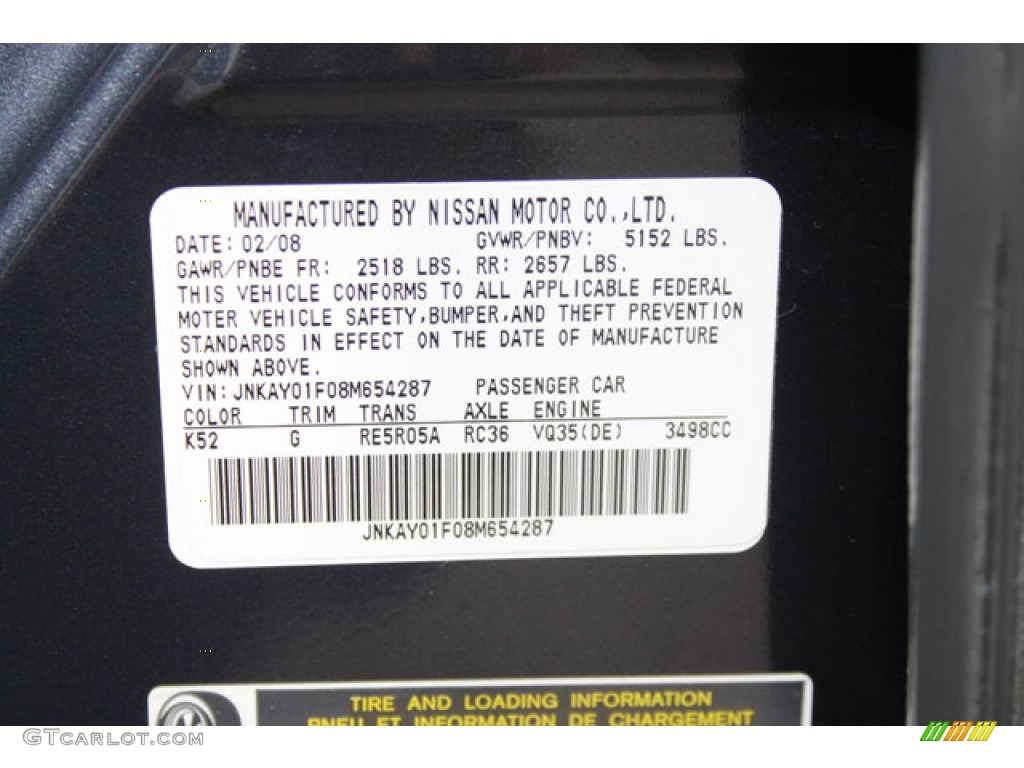 MANUFACTURED BY NISSAN MOTOR CO.,LTD.
DATE: 02/08 GVWR/PNBV: 5152 LBS.
GAWR/PNBE FR: 2518 LBS. RR: 2657 LBS.
THIS VEHICLE CONFORMS TO ALL APPLICABLE FEDERAL
MOTER VEHICLE SAFETY,BUMPER,AND THEFT PREVENTION
STANDARDS IN EFFECT ON THE DATE OF MANUFACTURE
SHOWN ABOVE.
VIN: JNKAY01F08M654287 PASSENGER CAR
COLOR TRIM TRANS AXLE ENGINE
K52 G RE5R05A RC36 VQ35(DE) 3498CC
JNKAY01F08M654287
TIRE AND LOADING INFORMATION
PNEU ET INFORMATION DE CHARGEMENT
GTCARLOT.COM